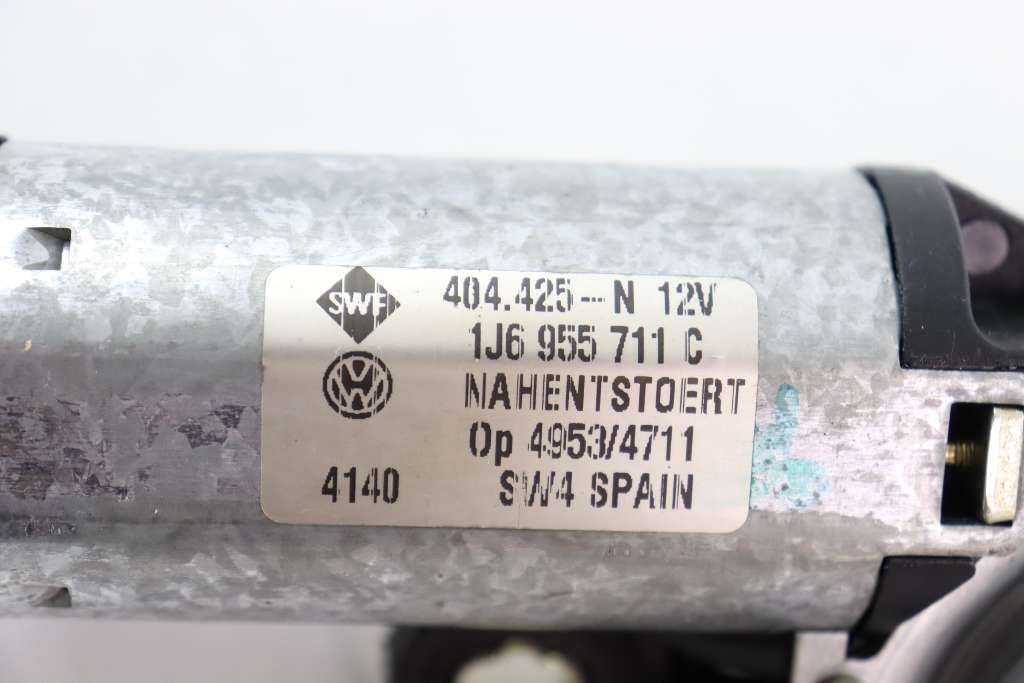 SWF 404.425--N 12V
1J6 955 711 C
NAHENTSTOERT
Op 4953/4711
4140 SW4 SPAIN